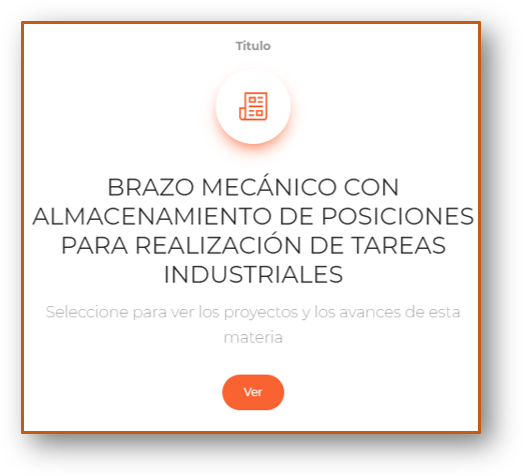 Titulo
BRAZO MECÁNICO CON
ALMACENAMIENTO DE POSICIONES
PARA REALIZACIÓN DE TAREAS
INDUSTRIALES
Seleccione para ver los proyectos y los avances de esta
materia
Ver